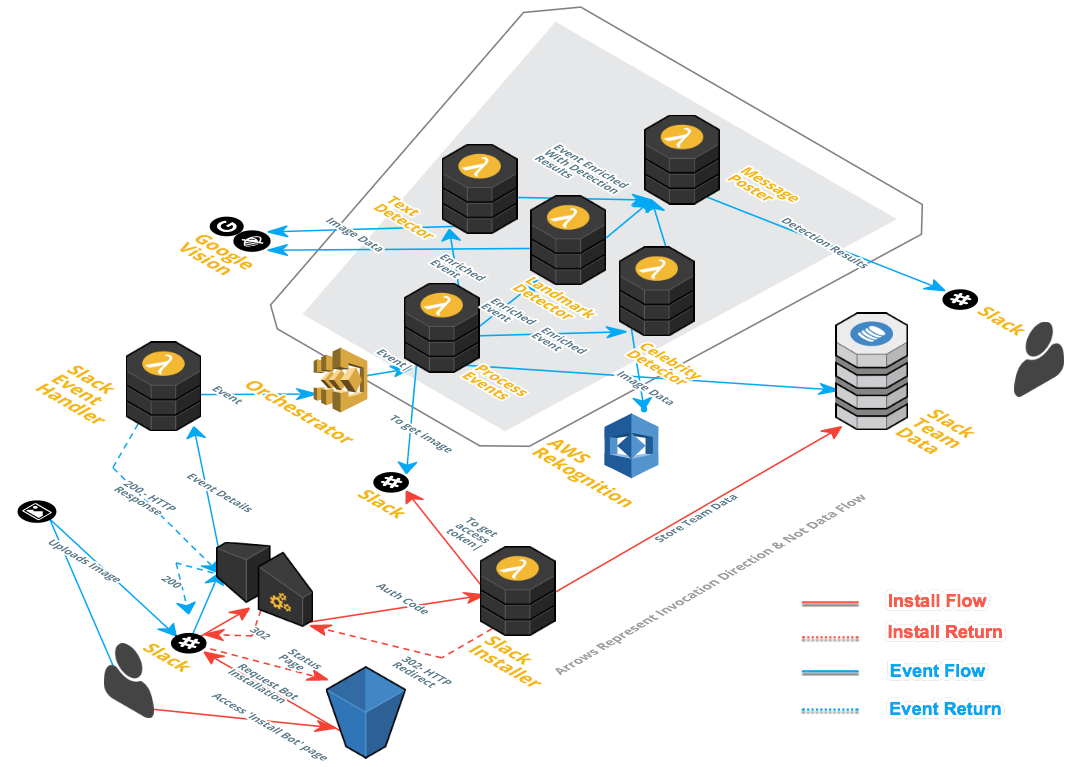 Event Enriched
With Detection
Results
Message
Poster
Text
Detector
Image Data
Google
Vision
Detection Results
Enriched
Event
Landmark
Detector
Enriched
Event
Enriched
Event
Slack
Celebrity
Detector
Process
Events
Event|
Image Data
Slack
Event
Handler
Event
Orchestrator
To get image
AWS
Rekognition
Slack
Team
Data
Slack
200.- HTTP
Response
Event Details
To get
access
token|
Store Team Data
Arrows Represent Invocation Direction & Not Data Flow
Uploads Image
200
Auth Code
302
Slack
Status
Page
Slack
Installer
302- HTTP
Redirect
Request Bot
Installation
Access 'Install Bot' page
Install Flow
Install Return
Event Flow
Event Return